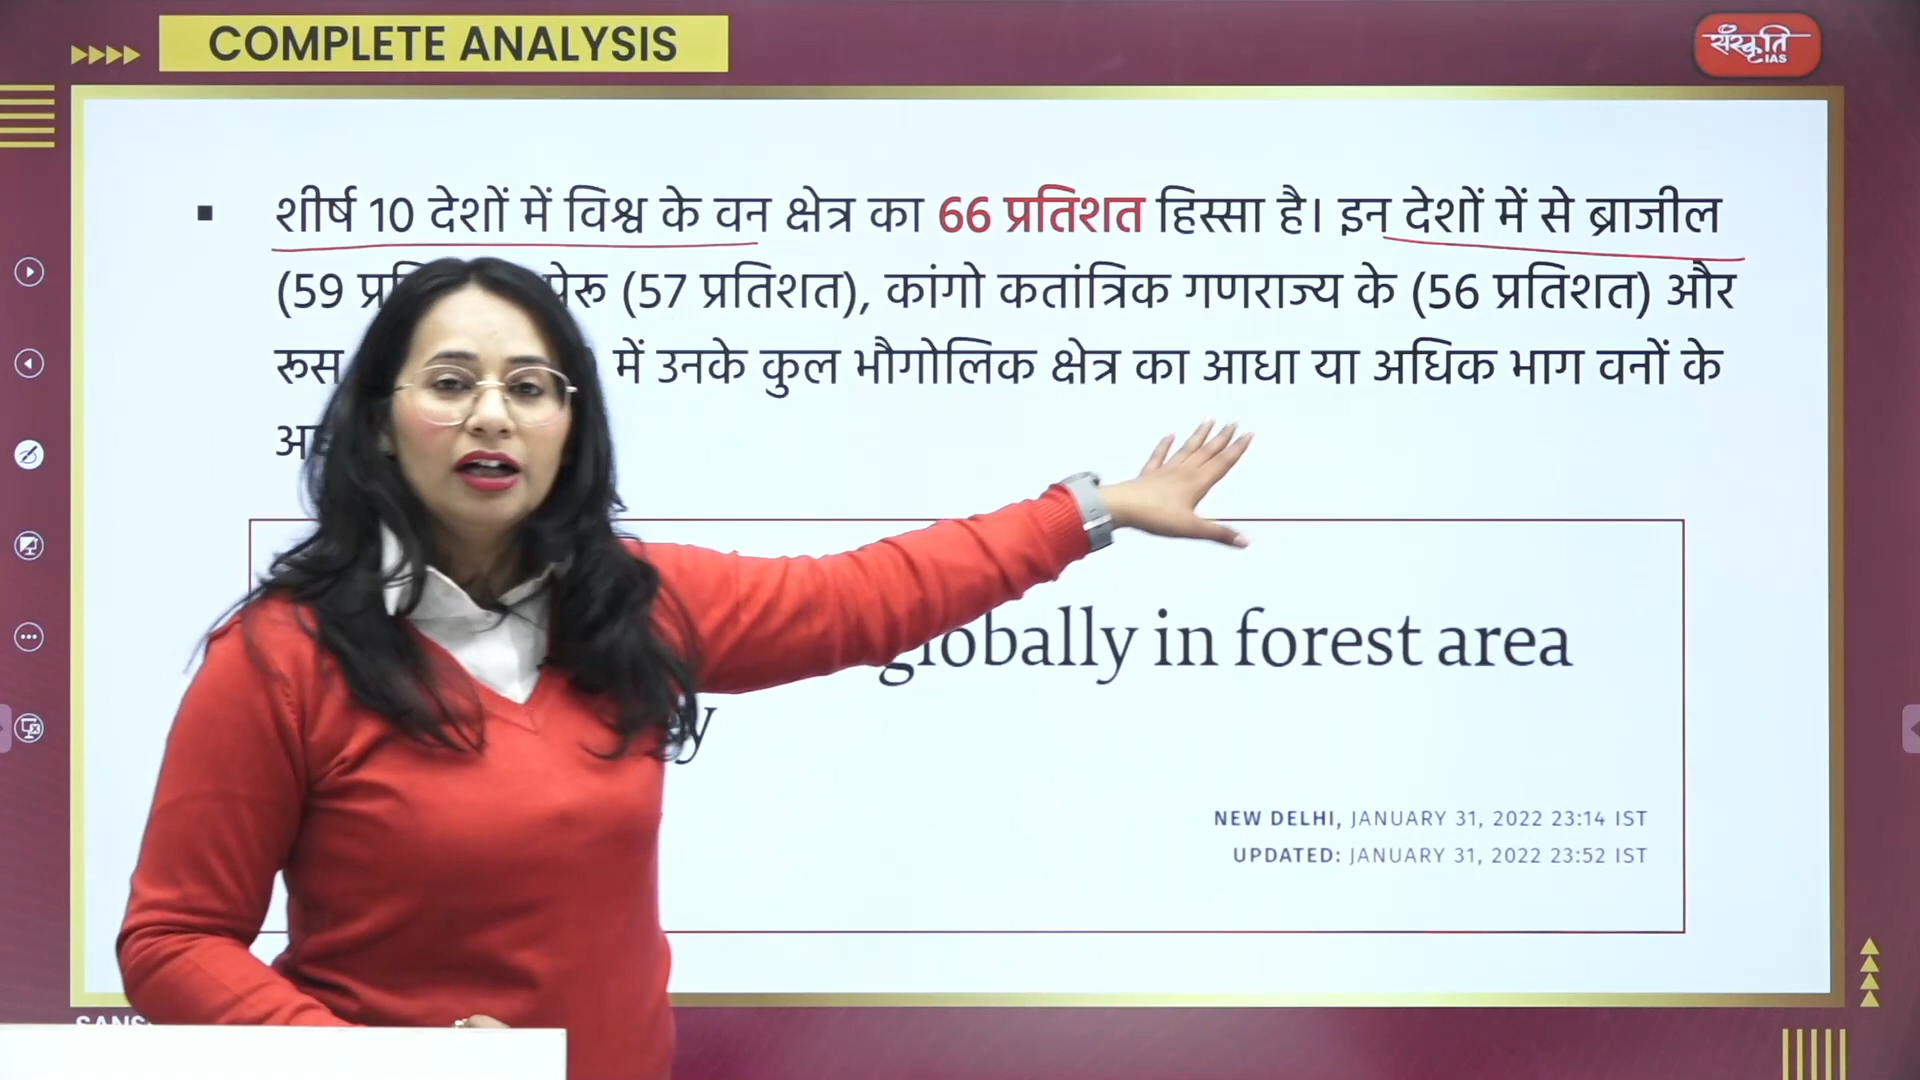 COMPLETE ANALYSIS
संस्कृति
IAS
शीर्ष 10 देशों में विश्व के वन क्षेत्र का 66 प्रतिशत हिस्सा है। इन देशों में से ब्राजील
(59 पेरू (57 प्रतिशत), कांगो कतांत्रिक गणराज्य के (56 प्रतिशत) और
रूस में उनके कुल भौगोलिक क्षेत्र का आधा या अधिक भाग वनों के
globally in forest area
NEW DELHI, JANUARY 31, 2022 23:14 IST
UPDATED: JANUARY 31, 2022 23:52 IST